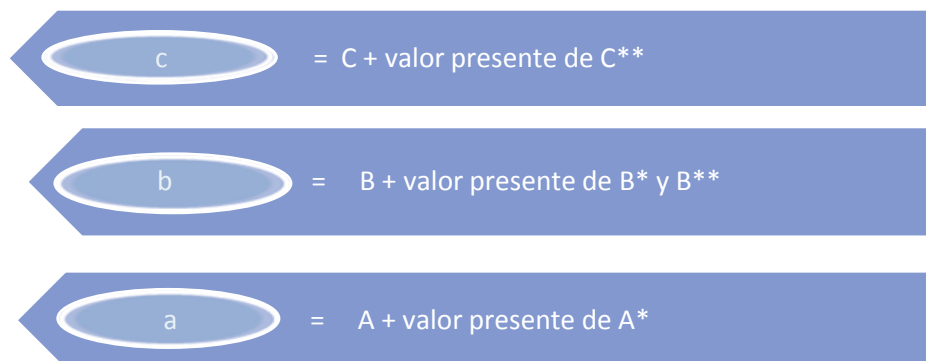 c = C + valor presente de C**
b = B + valor presente de B* y B**
a = A + valor presente de A*